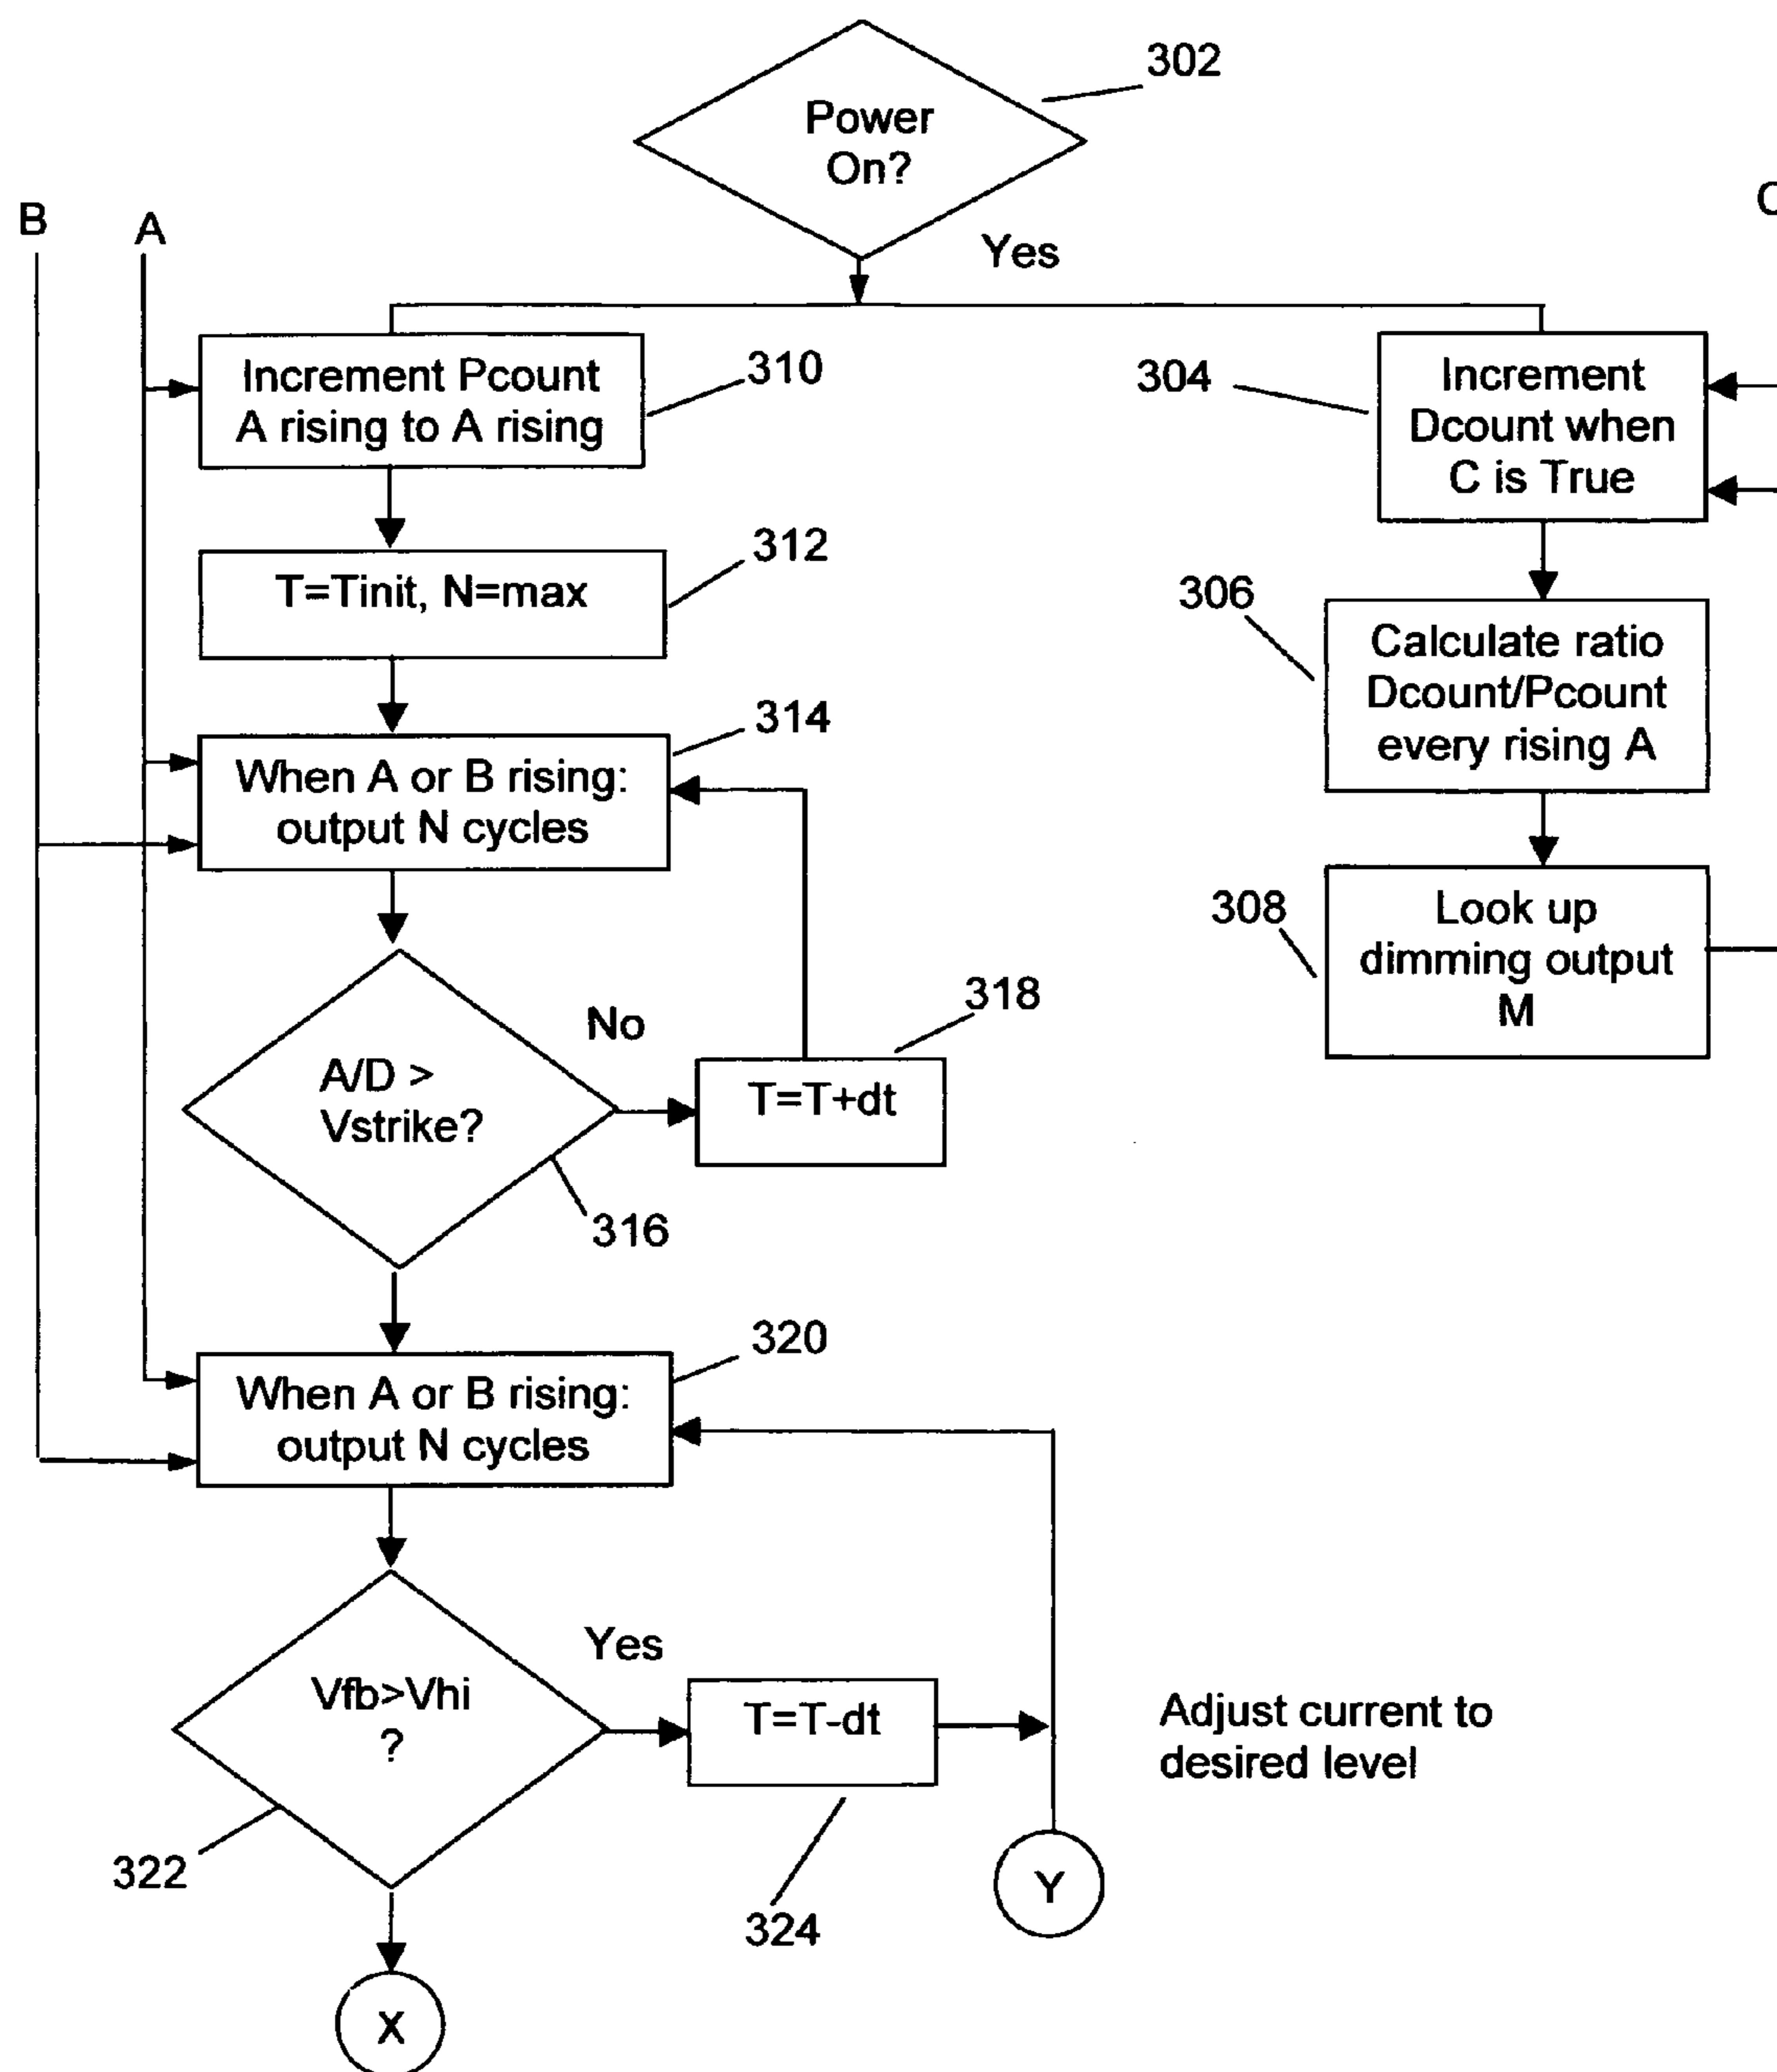 302
Power
On?
B
A
C
Yes
Increment Pcount
A rising to A rising
310
304
Increment
Dcount when
C is True
312
T=Tinit, N=max
306
Calculate ratio
Dcount/Pcount
every rising A
314
When A or B rising:
output N cycles
308
Look up
dimming output
M
318
No
A/D >
Vstrike?
T=T+dt
316
320
When A or B rising:
output N cycles
Yes
Vfb>Vhi
?
T=T-dt
Adjust current to
desired level
322
324
Y
X